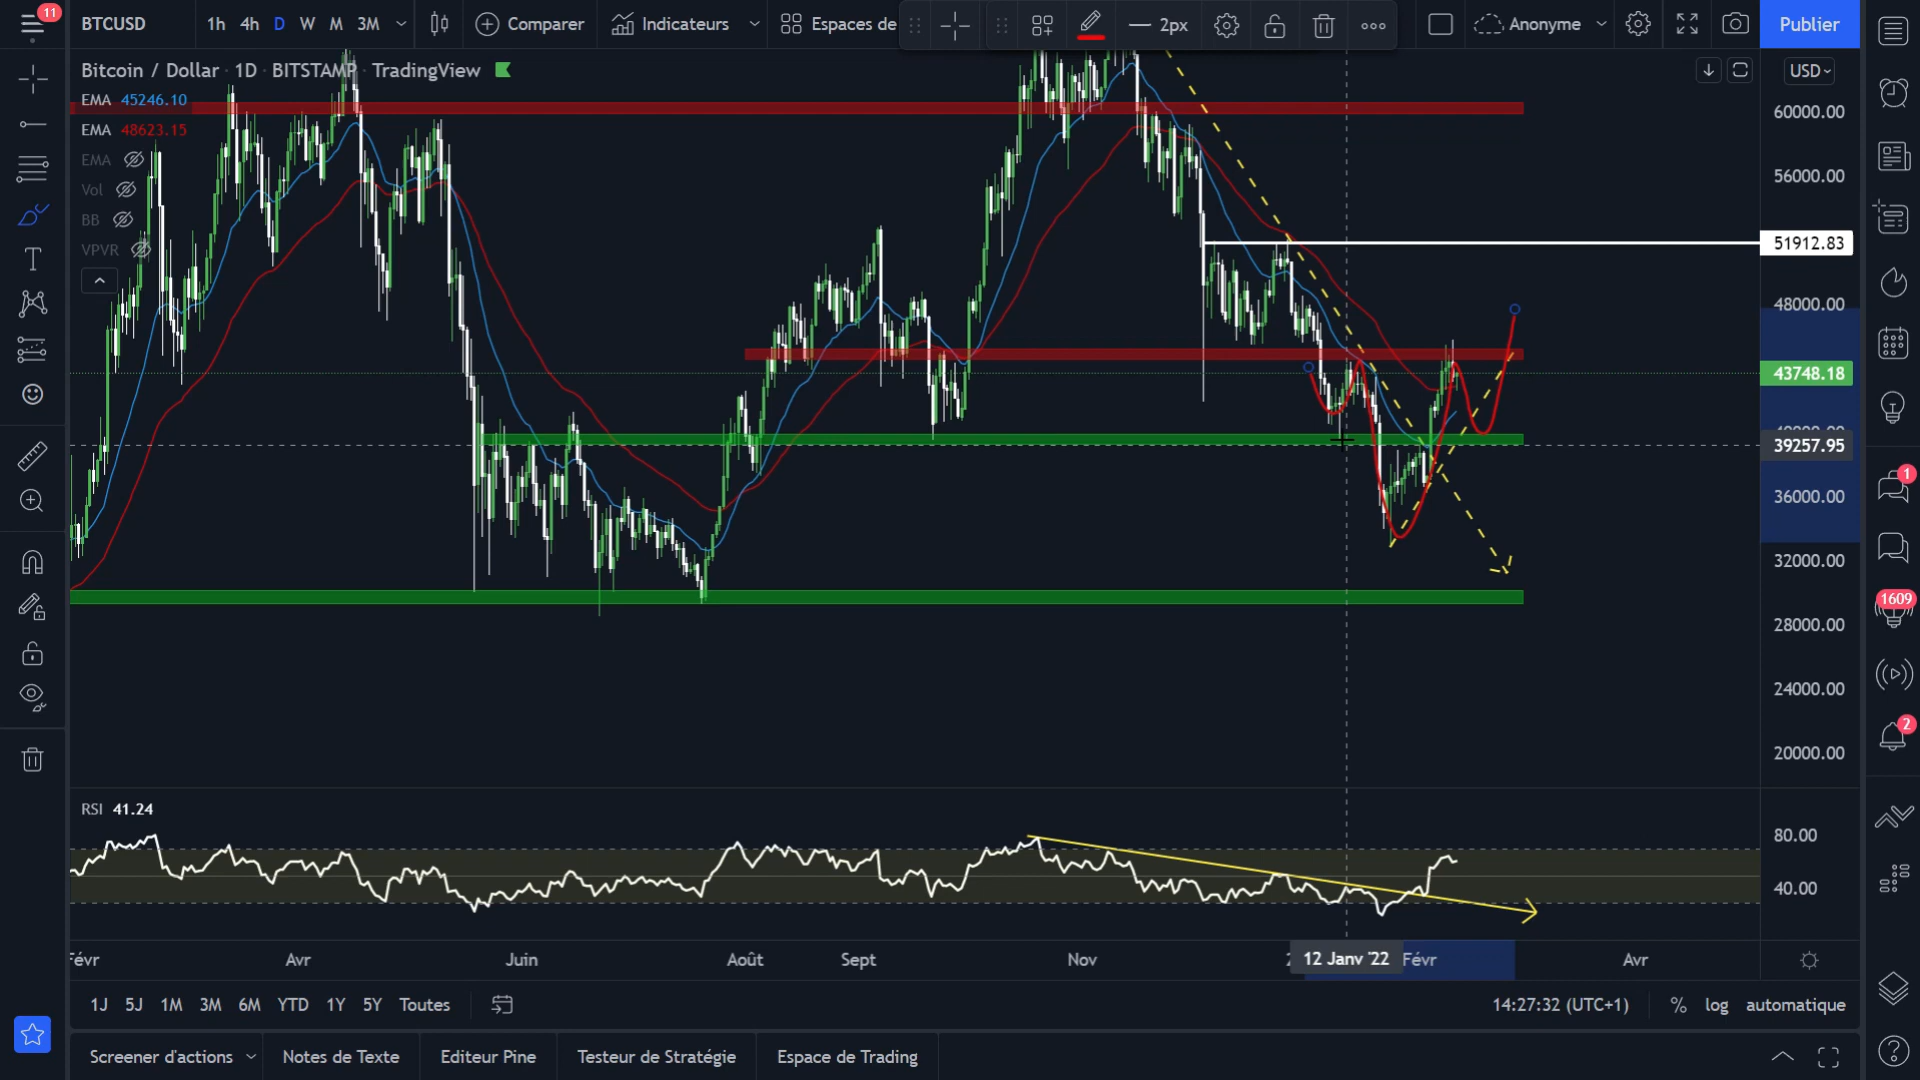 11
BTCUSD
1h 4h D W M 3M
Comparer
Indicateurs
Espaces de
2px
Anonyme
Publier
Bitcoin / Dollar · 1D · BITSTAMP · TradingView
USD
EMA 45246.10
EMA 48623.15
EMA
Vol
BB
VPVR
60000.00
56000.00
51912.83
48000.00
43748.18
39257.95
36000.00
32000.00
28000.00
24000.00
20000.00
1
1609
2
RSI 41.24
80.00
40.00
Févr Avr Juin Août Sept Nov 12 Janv '22 Févr Avr
1J 5J 1M 3M 6M YTD 1Y 5Y Toutes
14:27:32 (UTC+1) % log automatique
Screener d'actions Notes de Texte Editeur Pine Testeur de Stratégie Espace de Trading